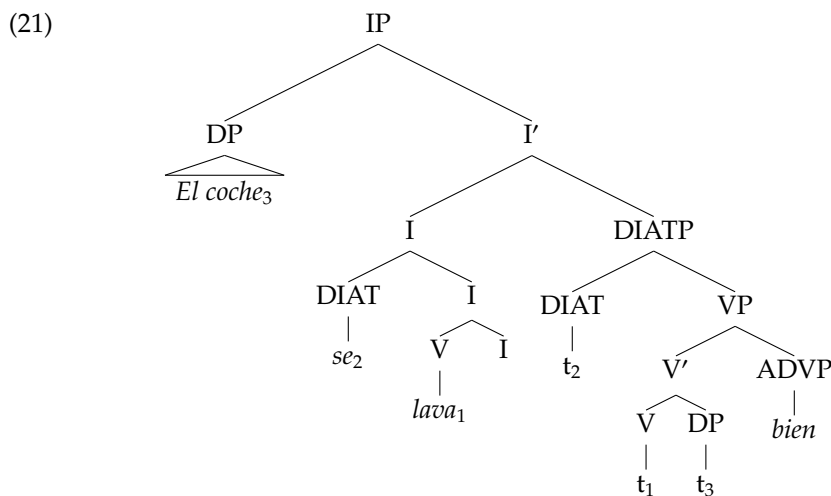 (21) IP
DP I′
El coche3
I DIATP
DIAT I DIAT VP
se2 V I t2 V′ ADVP
lava1 V DP bien
t1 t3